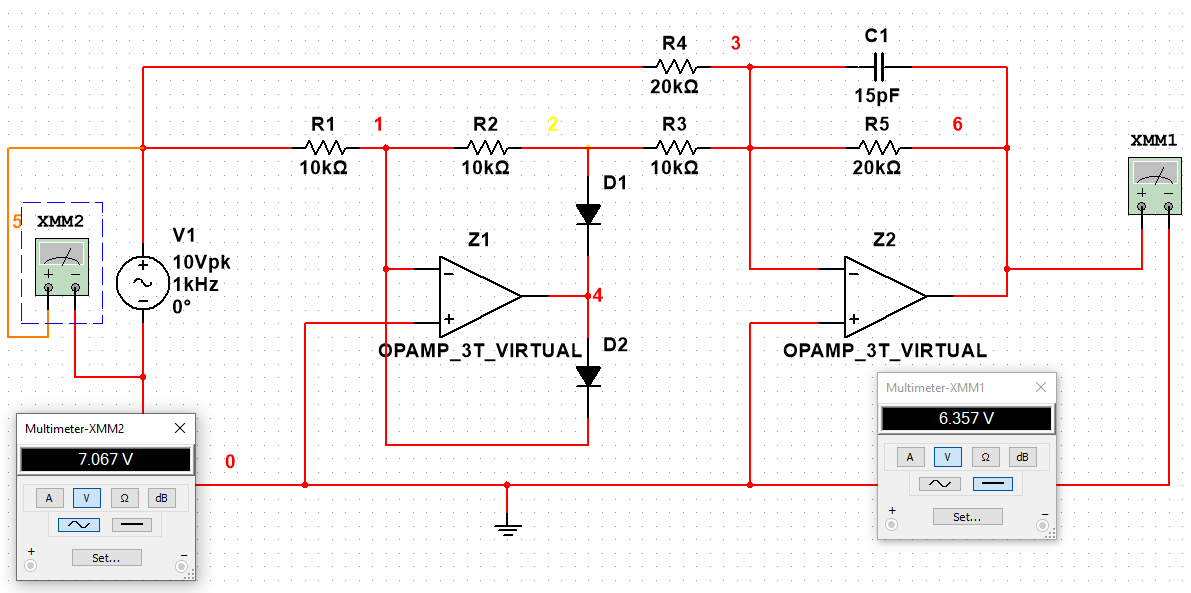 C1
R4
3
20kΩ
15pF
R1
1
R2
2
R3
R5
6
XMM1
+
−
10kΩ
10kΩ
10kΩ
20kΩ
D1
5
XMM2
+
−
V1
10Vpk
1kHz
0°
+
−
Z1
−
+
4
OPAMP_3T_VIRTUAL
Z2
−
+
OPAMP_3T_VIRTUAL
D2
Multimeter-XMM1
6.357 V
A
V
Ω
dB
Set...
+
−
Multimeter-XMM2
7.067 V
A
V
Ω
dB
Set...
+
−
0